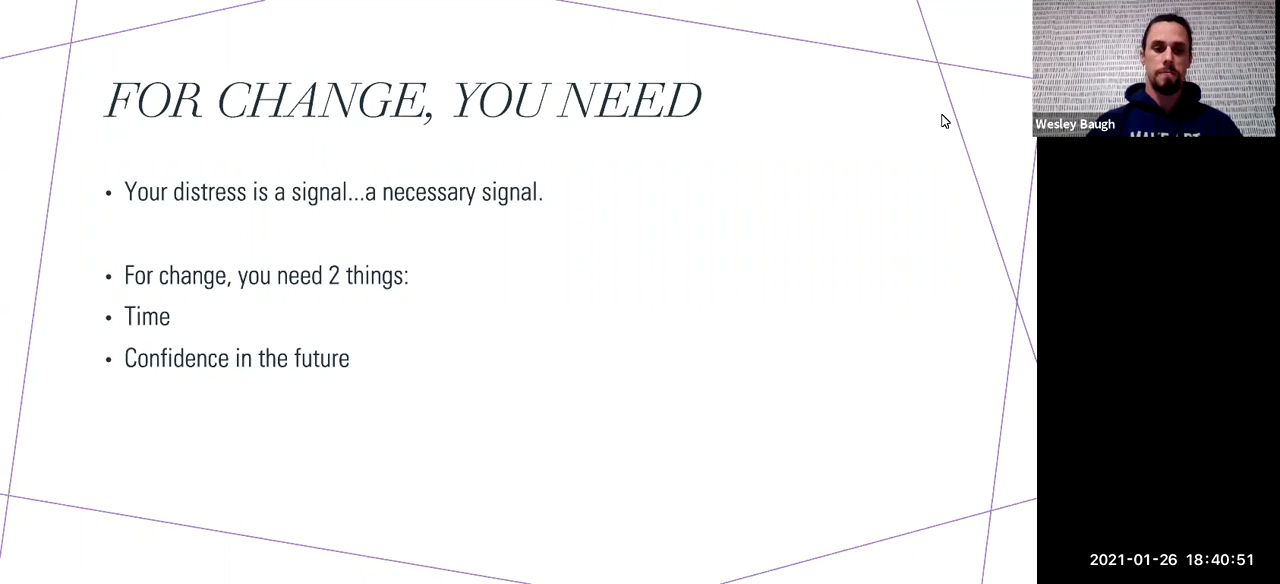 FOR CHANGE, YOU NEED
• Your distress is a signal...a necessary signal.
• For change, you need 2 things:
• Time
• Confidence in the future
Wesley Baugh
2021-01-26 18:40:51